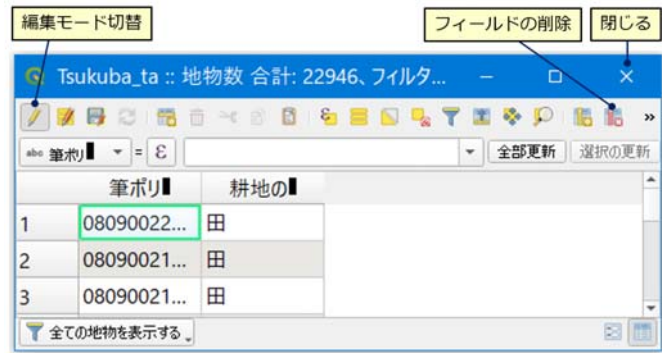 編集モード切替
フィールドの削除
閉じる
Tsukuba_ta :: 地物数 合計: 22946、フィルタ...
abc 筆ポリ = ε 全部更新 選択の更新
筆ポリ 耕地の
1 08090022... 田
2 08090021... 田
3 08090021... 田
全ての地物を表示する